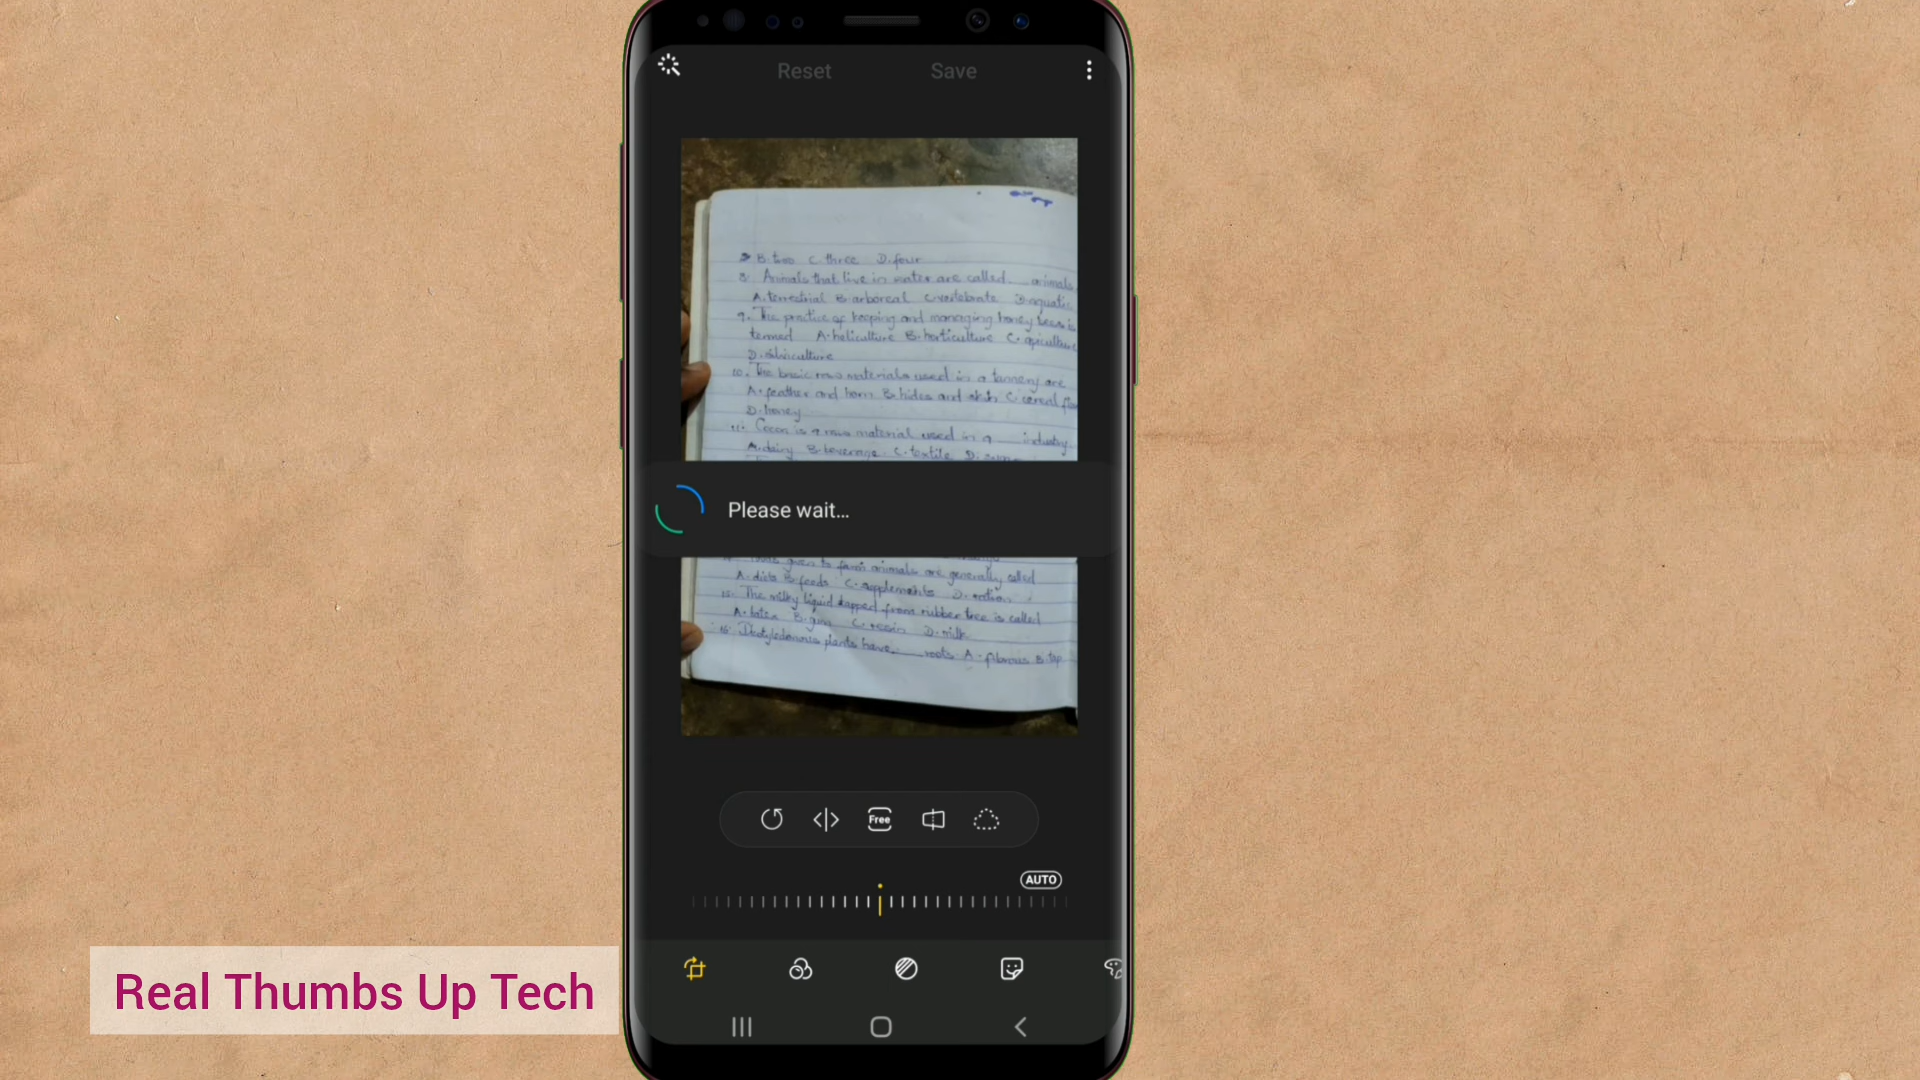 Reset Save
B. two C. three D. four
8. Animals that live in water are called___ animals
A. terrestrial B. arboreal C. vertebrate D. aquatic
9. The practice of keeping and managing honey bees is
termed A. heliculture B. horticulture C. apiculture
D. silviculture
10. The basic raw materials used in a tannery are
A. feather and horn B. hides and skin C. cereal
D. honey
11. Cocoa is a raw material used in a ___ industry
A. dairy B. beverage C. textile D.
Please wait...
given to farm animals are generally called
A. diets B. feeds C. supplements D. ration
15. The milky liquid tapped from rubber tree is called
A. latex B. gum C. resin D. milk
16. Dicotyledonous plants have ___ roots A. fibrous B. tap
Free
AUTO
Real Thumbs Up Tech